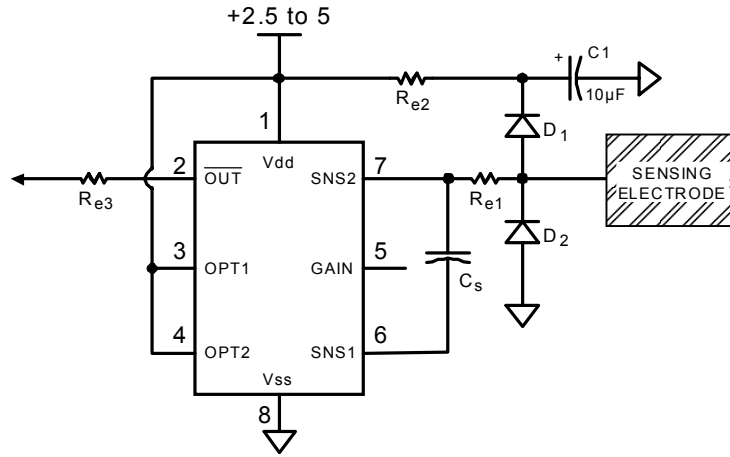 +2.5 to 5
C1
+
10µF
Re2
D1
1
Vdd
2
OUT
7
SNS2
Re1
SENSING
ELECTRODE
Re3
D2
3
OPT1
5
GAIN
Cs
4
OPT2
6
SNS1
Vss
8